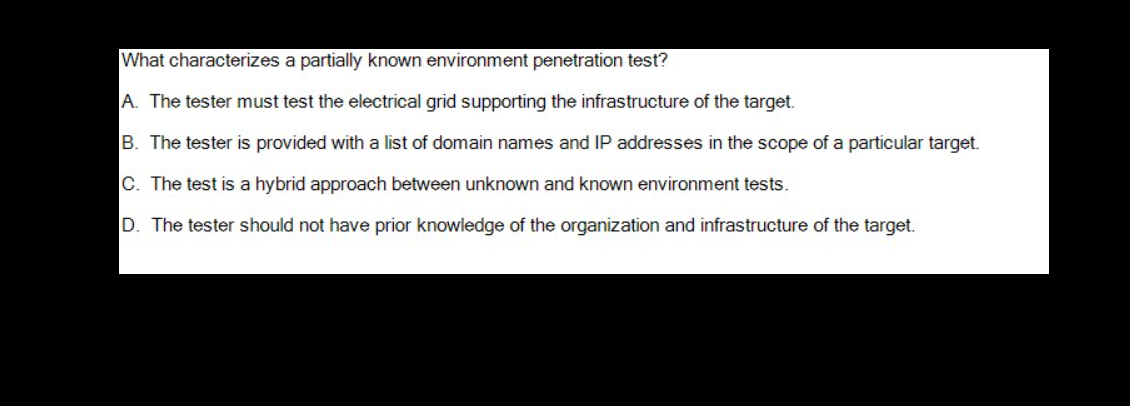 What characterizes a partially known environment penetration test?
A. The tester must test the electrical grid supporting the infrastructure of the target.
B. The tester is provided with a list of domain names and IP addresses in the scope of a particular target.
C. The test is a hybrid approach between unknown and known environment tests.
D. The tester should not have prior knowledge of the organization and infrastructure of the target.